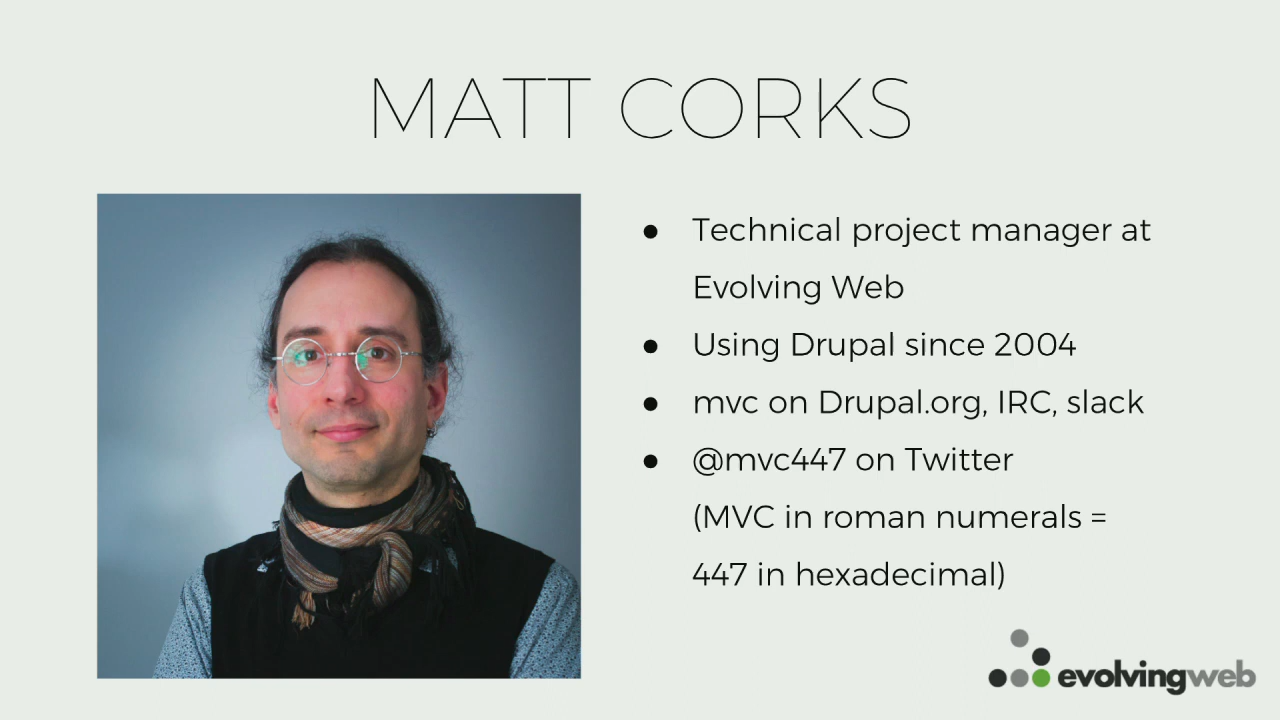 MATT CORKS
● Technical project manager at
Evolving Web
● Using Drupal since 2004
● mvc on Drupal.org, IRC, slack
● @mvc447 on Twitter
(MVC in roman numerals =
447 in hexadecimal)
evolvingweb